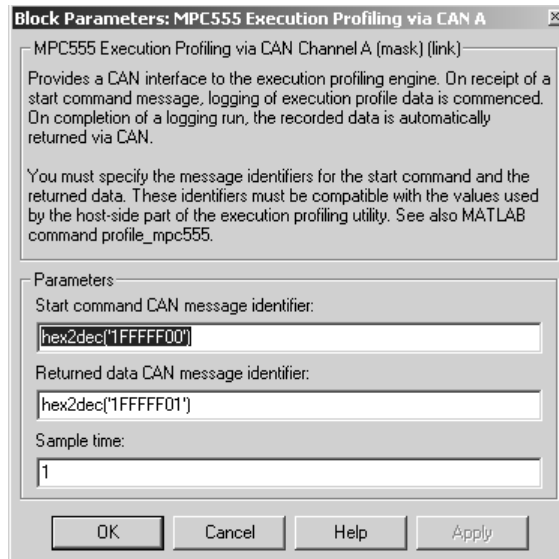 Block Parameters: MPC555 Execution Profiling via CAN A
MPC555 Execution Profiling via CAN Channel A (mask) (link)
Provides a CAN interface to the execution profiling engine. On receipt of a
start command message, logging of execution profile data is commenced.
On completion of a logging run, the recorded data is automatically
returned via CAN.
You must specify the message identifiers for the start command and the
returned data. These identifiers must be compatible with the values used
by the host-side part of the execution profiling utility. See also MATLAB
command profile_mpc555.
Parameters
Start command CAN message identifier:
hex2dec('1FFFFF00')
Returned data CAN message identifier:
hex2dec('1FFFFF01')
Sample time:
1
OK Cancel Help Apply